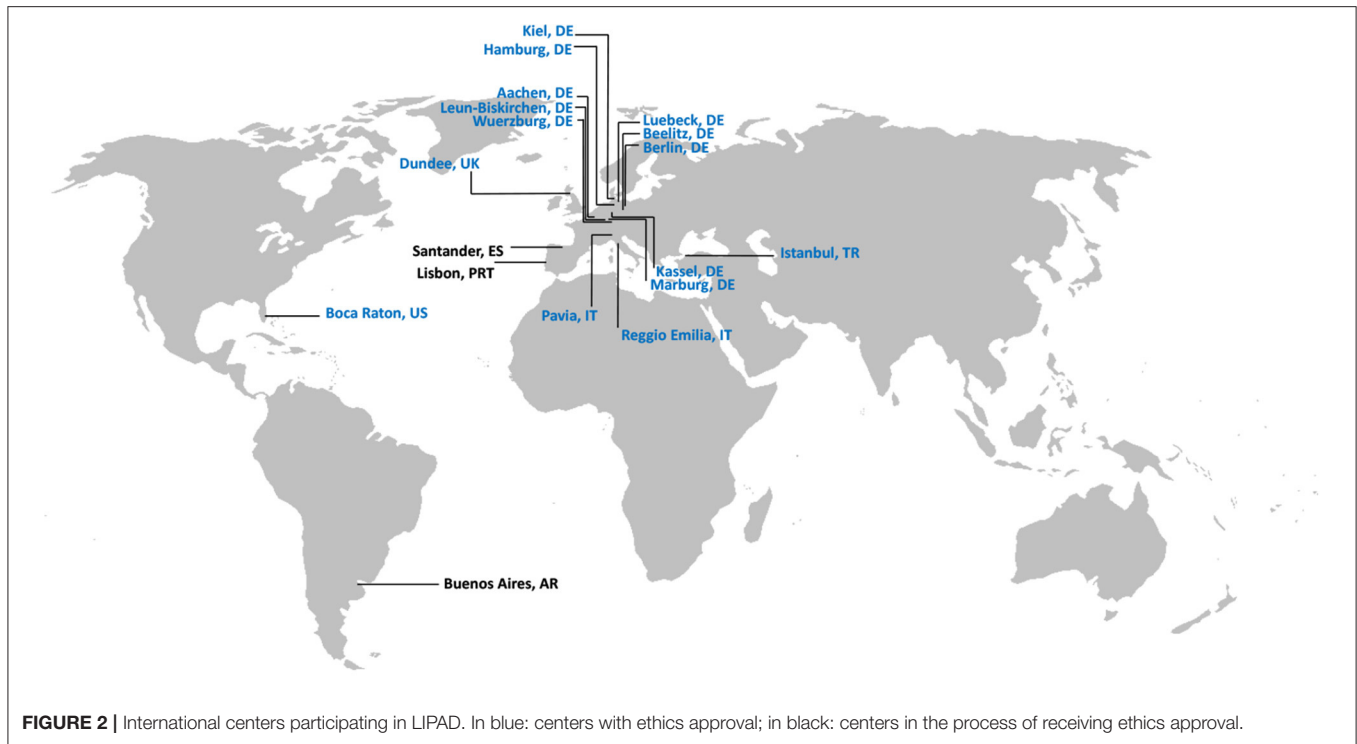 Kiel, DE
Hamburg, DE
Aachen, DE
Leun-Biskirchen, DE
Wuerzburg, DE
Luebeck, DE
Beelitz, DE
Berlin, DE
Dundee, UK
Santander, ES
Lisbon, PRT
Istanbul, TR
Kassel, DE
Marburg, DE
Boca Raton, US
Pavia, IT
Reggio Emilia, IT
Buenos Aires, AR
FIGURE 2 | International centers participating in LIPAD. In blue: centers with ethics approval; in black: centers in the process of receiving ethics approval.